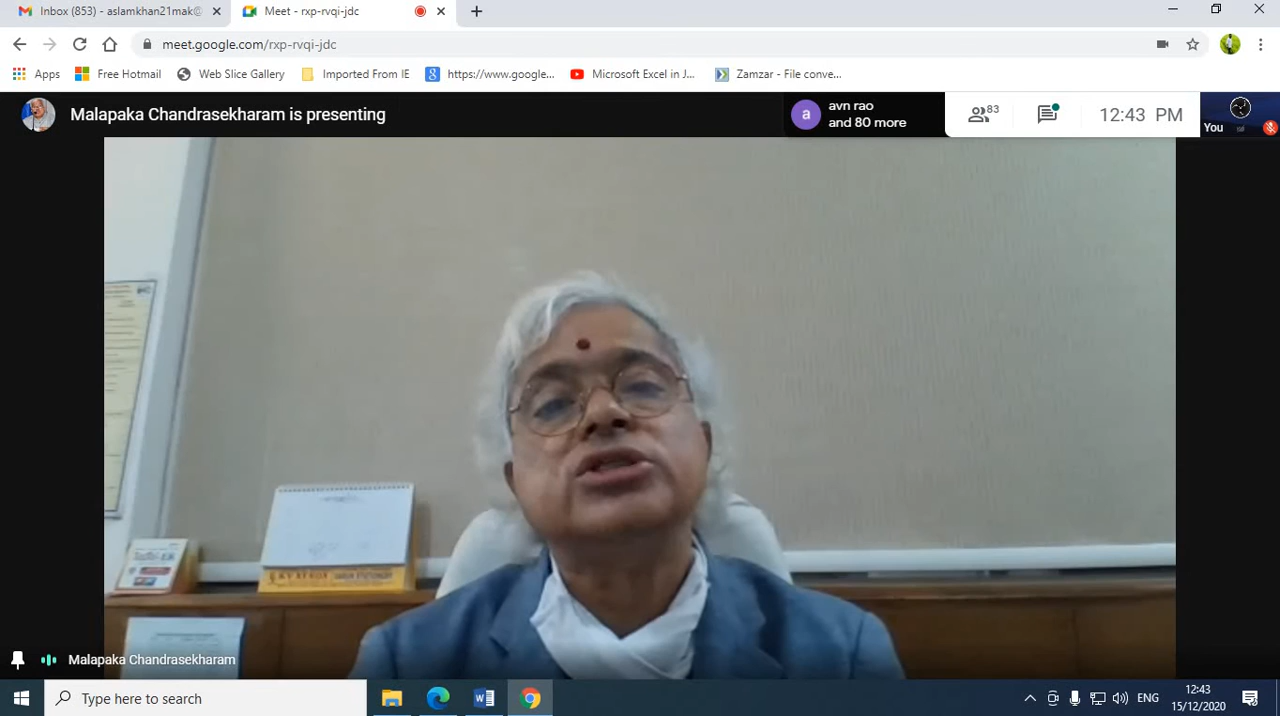 Inbox (853) - aslamkhan21mak@
Meet - rxp-rvqi-jdc
meet.google.com/rxp-rvqi-jdc
Apps
Free Hotmail
Web Slice Gallery
Imported From IE
https://www.google...
Microsoft Excel in J...
Zamzar - File conve...
Malapaka Chandrasekharam is presenting
a
avn rao
and 80 more
83
12:43 PM
You
Malapaka Chandrasekharam
Type here to search
ENG
12:43
15/12/2020